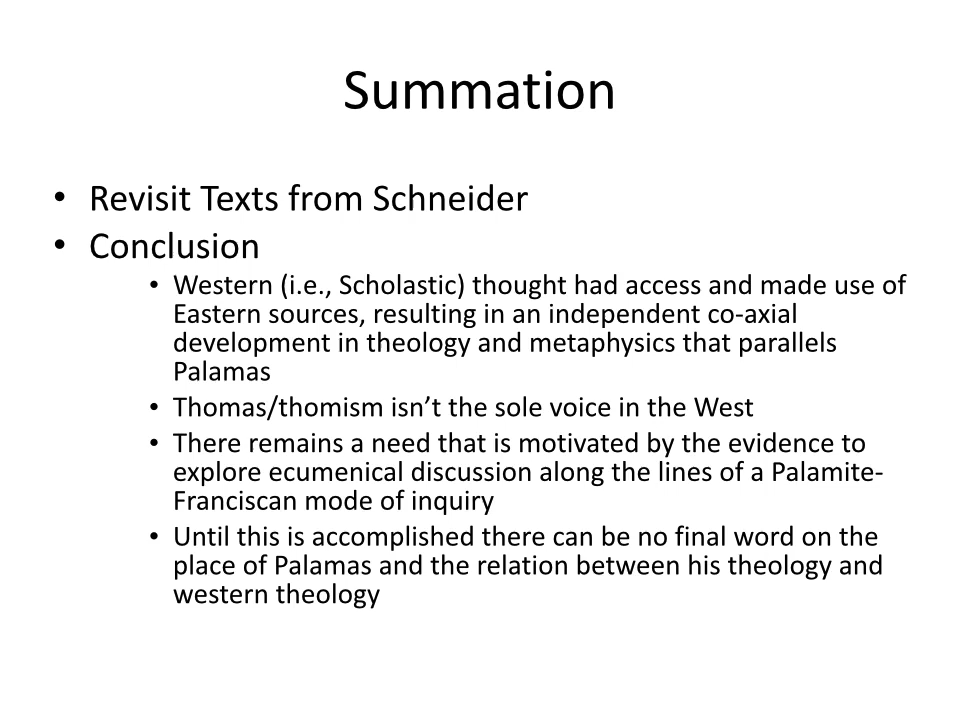 Summation
• Revisit Texts from Schneider
• Conclusion
• Western (i.e., Scholastic) thought had access and made use of
Eastern sources, resulting in an independent co-axial
development in theology and metaphysics that parallels
Palamas
• Thomas/thomism isn’t the sole voice in the West
• There remains a need that is motivated by the evidence to
explore ecumenical discussion along the lines of a Palamite-
Franciscan mode of inquiry
• Until this is accomplished there can be no final word on the
place of Palamas and the relation between his theology and
western theology